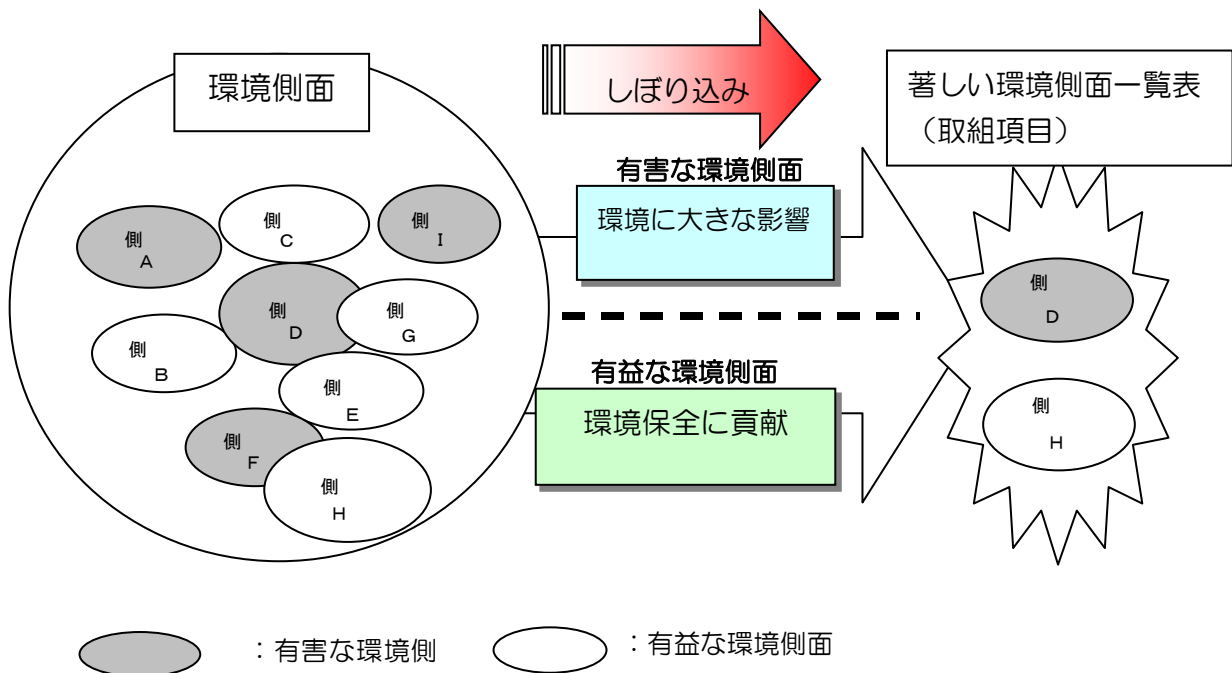 環境側面
しぼり込み
著しい環境側面一覧表
（取組項目）
有害な環境側面
環境に大きな影響
有益な環境側面
環境保全に貢献
側
A
側
C
側
I
側
D
側
G
側
B
側
E
側
F
側
H
側
D
側
H
：有害な環境側
：有益な環境側面